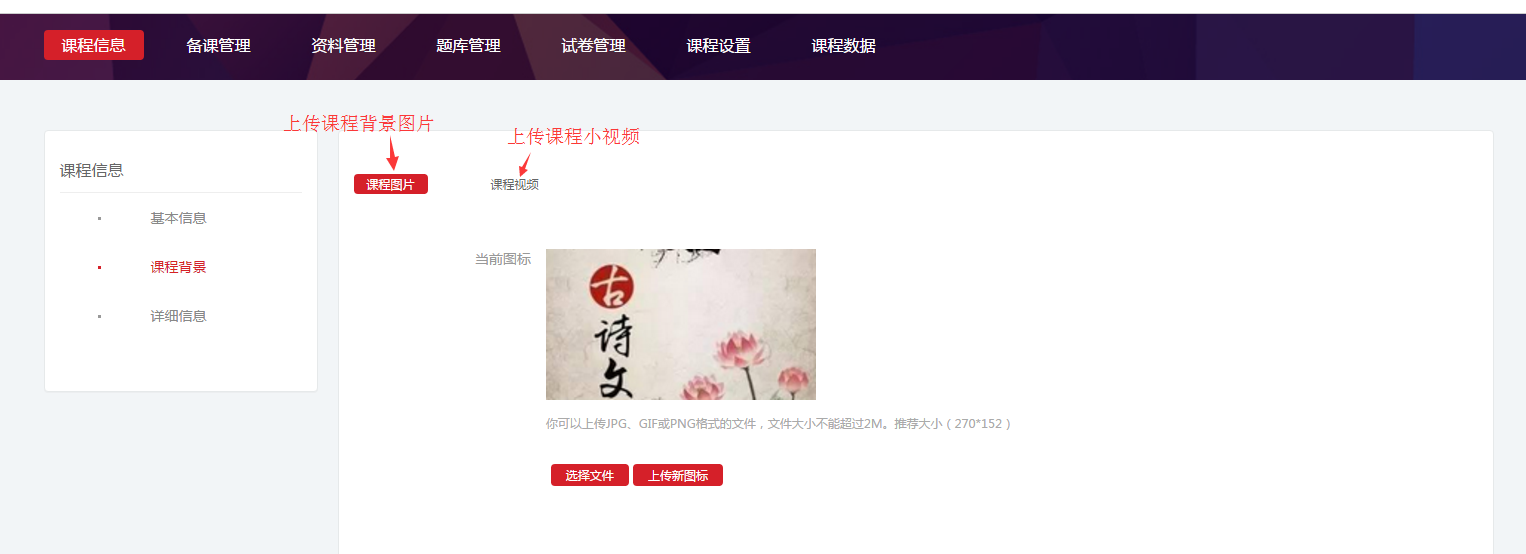 课程信息 备课管理 资料管理 题库管理 试卷管理 课程设置 课程数据
上传课程背景图片
上传课程小视频
课程信息
基本信息
课程背景
详细信息
课程图片 课程视频
当前图标
古
诗
文
你可以上传JPG、GIF或PNG格式的文件，文件大小不能超过2M。推荐大小（270*152）
选择文件 上传新图标